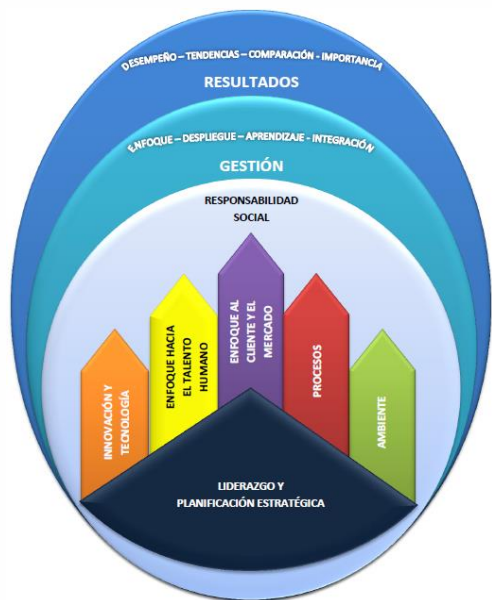 DESEMPEÑO – TENDENCIAS – COMPARACIÓN - IMPORTANCIA
RESULTADOS
ENFOQUE – DESPLIEGUE – APRENDIZAJE - INTEGRACIÓN
GESTIÓN
RESPONSABILIDAD
SOCIAL
INNOVACIÓN Y
TECNOLOGÍA
ENFOQUE HACIA
EL TALENTO
HUMANO
ENFOQUE AL
CLIENTE Y EL
MERCADO
PROCESOS
AMBIENTE
LIDERAZGO Y
PLANIFICACIÓN ESTRATÉGICA